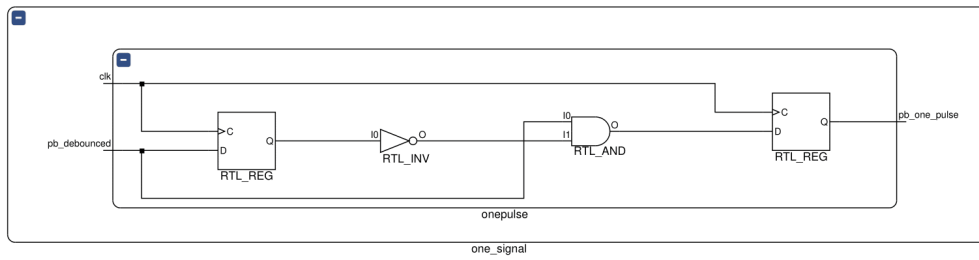 clk
pb_debounced
C
D
Q
RTL_REG
I0
O
RTL_INV
I0
I1
O
RTL_AND
C
D
Q
RTL_REG
pb_one_pulse
onepulse
one_signal